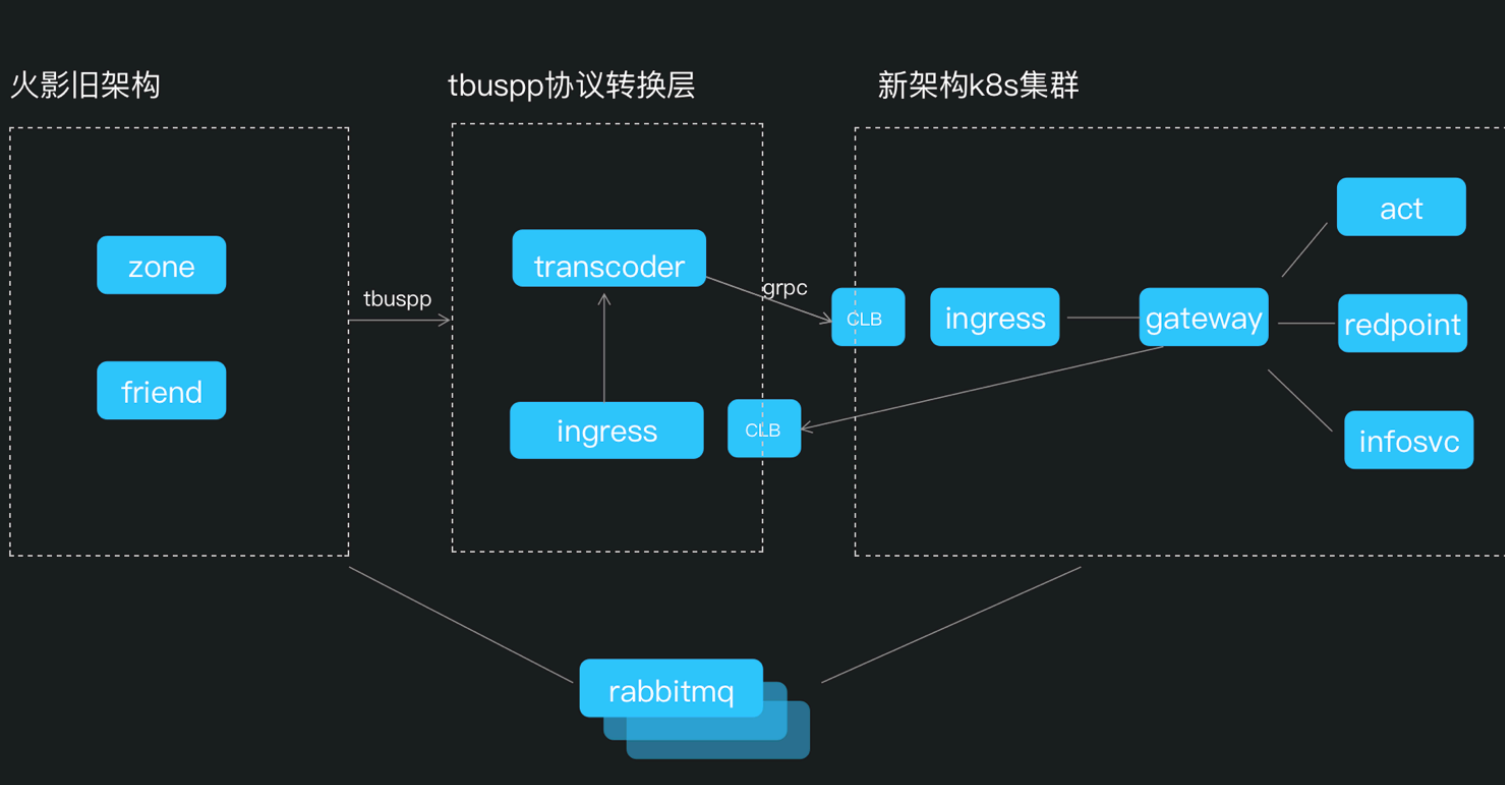 火影旧架构
tbuspp协议转换层
新架构k8s集群
zone
friend
tbuspp
transcoder
ingress
grpc
CLB
CLB
ingress
gateway
act
redpoint
infosvc
rabbitmq